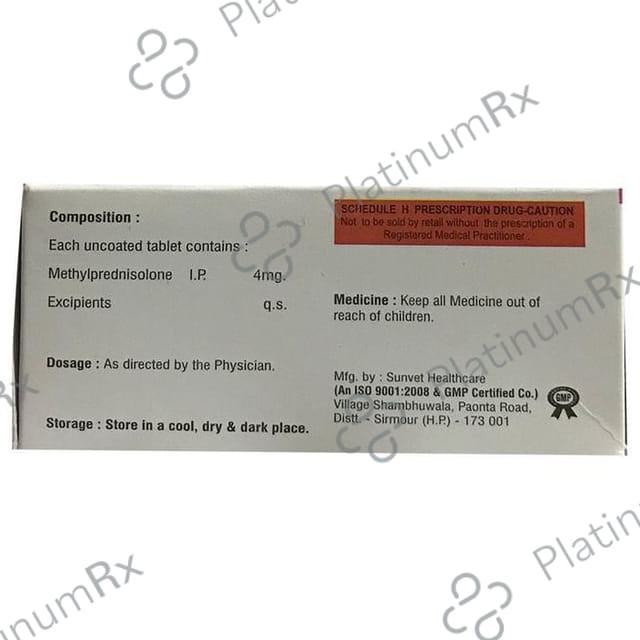 Composition :
Each uncoated tablet contains :
Methylprednisolone I.P. 4mg.
Excipients q.s.
Dosage : As directed by the Physician.
Storage : Store in a cool, dry & dark place.
SCHEDULE H PRESCRIPTION DRUG-CAUTION
Not to be sold by retail without the prescription of a
Registered Medical Practitioner.
Medicine : Keep all Medicine out of
reach of children.
Mfg. by : Sunvet Healthcare
(An ISO 9001:2008 & GMP Certified Co.)
Village Shambhuwala, Paonta Road,
Distt. - Sirmour (H.P.) - 173 001
GMP
PlatinumRx
PlatinumRx
PlatinumRx
Platinum
inumRx